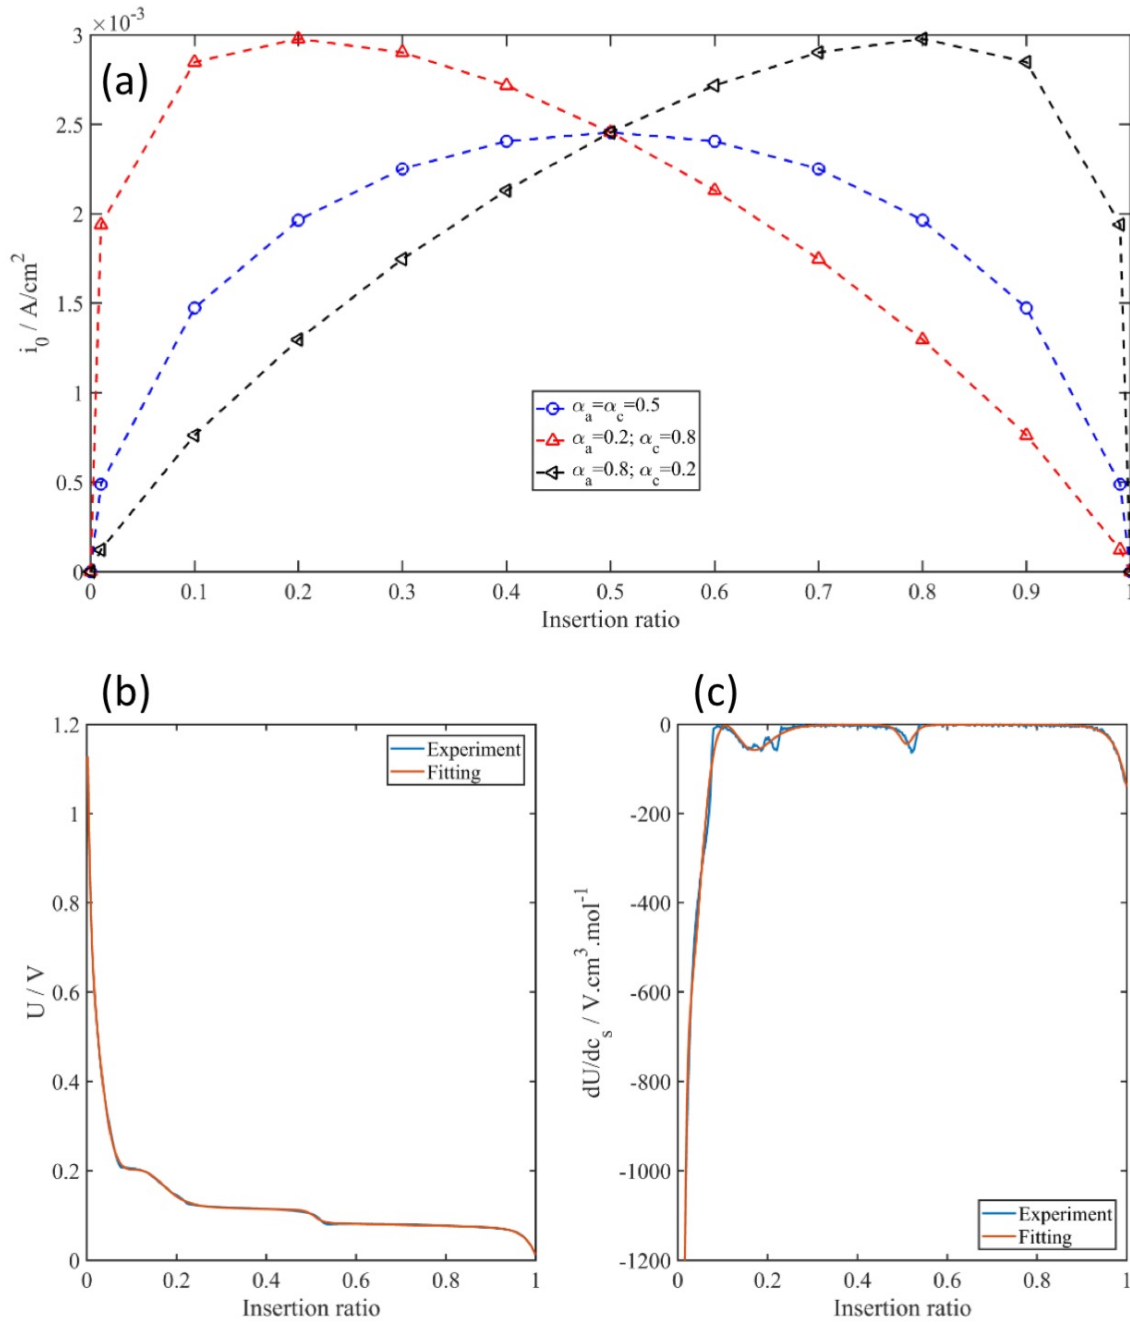 ×10⁻³
(a)
3
2.5
2
1.5
1
0.5
0
i₀ / A/cm²
αₐ=α꜀=0.5
αₐ=0.2; α꜀=0.8
αₐ=0.8; α꜀=0.2
0 0.1 0.2 0.3 0.4 0.5 0.6 0.7 0.8 0.9 1
Insertion ratio
(b)
1.2
1
0.8
0.6
0.4
0.2
0
U / V
Experiment
Fitting
0 0.2 0.4 0.6 0.8 1
Insertion ratio
(c)
0
-200
-400
-600
-800
-1000
-1200
dU/dcₛ / V.cm³.mol⁻¹
Experiment
Fitting
0 0.2 0.4 0.6 0.8 1
Insertion ratio